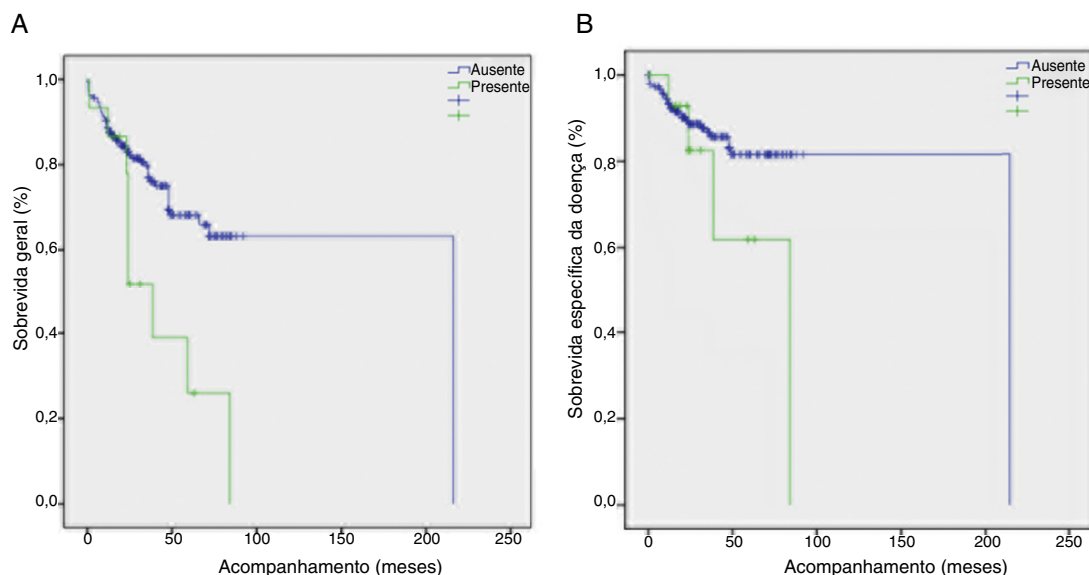 A
Ausente
Presente
Sobrevida geral (%)
1,0
0,8
0,6
0,4
0,2
0,0
0 50 100 150 200 250
Acompanhamento (meses)
B
Ausente
Presente
Sobrevida específica da doença (%)
1,0
0,8
0,6
0,4
0,2
0,0
0 50 100 150 200 250
Acompanhamento (meses)